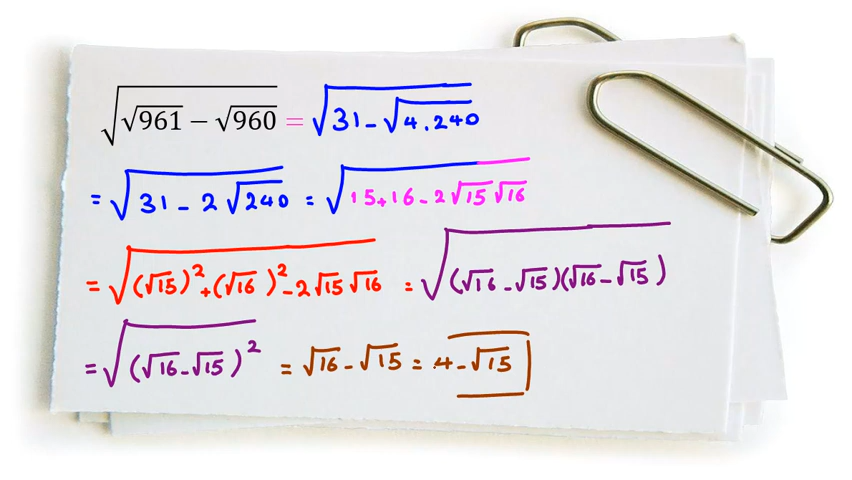 √(√961 − √960) = √(31 - √(4.240))
= √(31 - 2√240) = √(15+16-2√15√16)
= √((√15)²+(√16)²-2√15√16) = √((√16-√15)(√16-√15))
= √((√16-√15)²) = √16-√15 = 4-√15